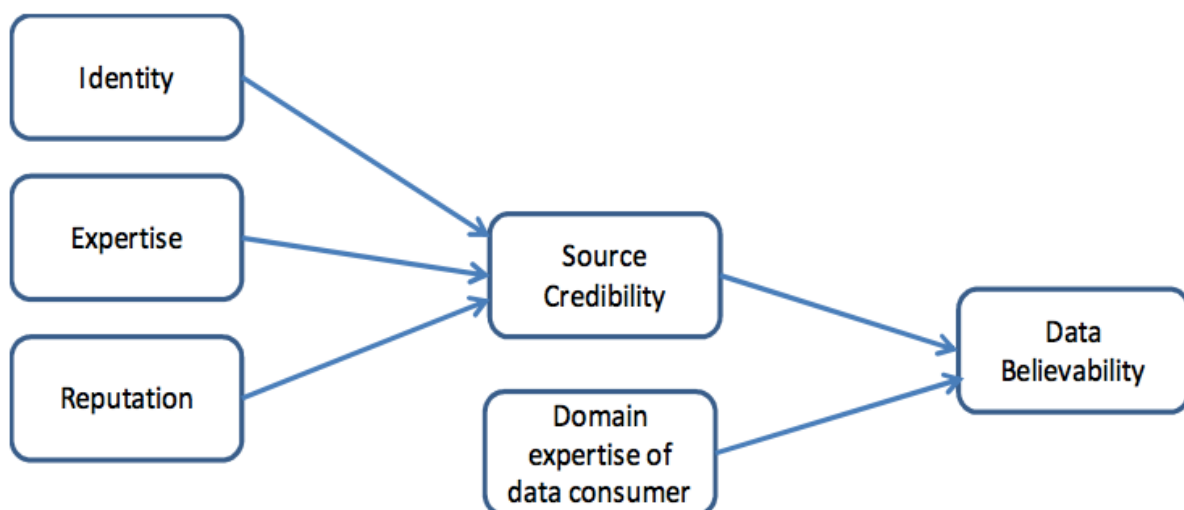 Identity
Expertise
Reputation
Source
Credibility
Domain
expertise of
data consumer
Data
Believability